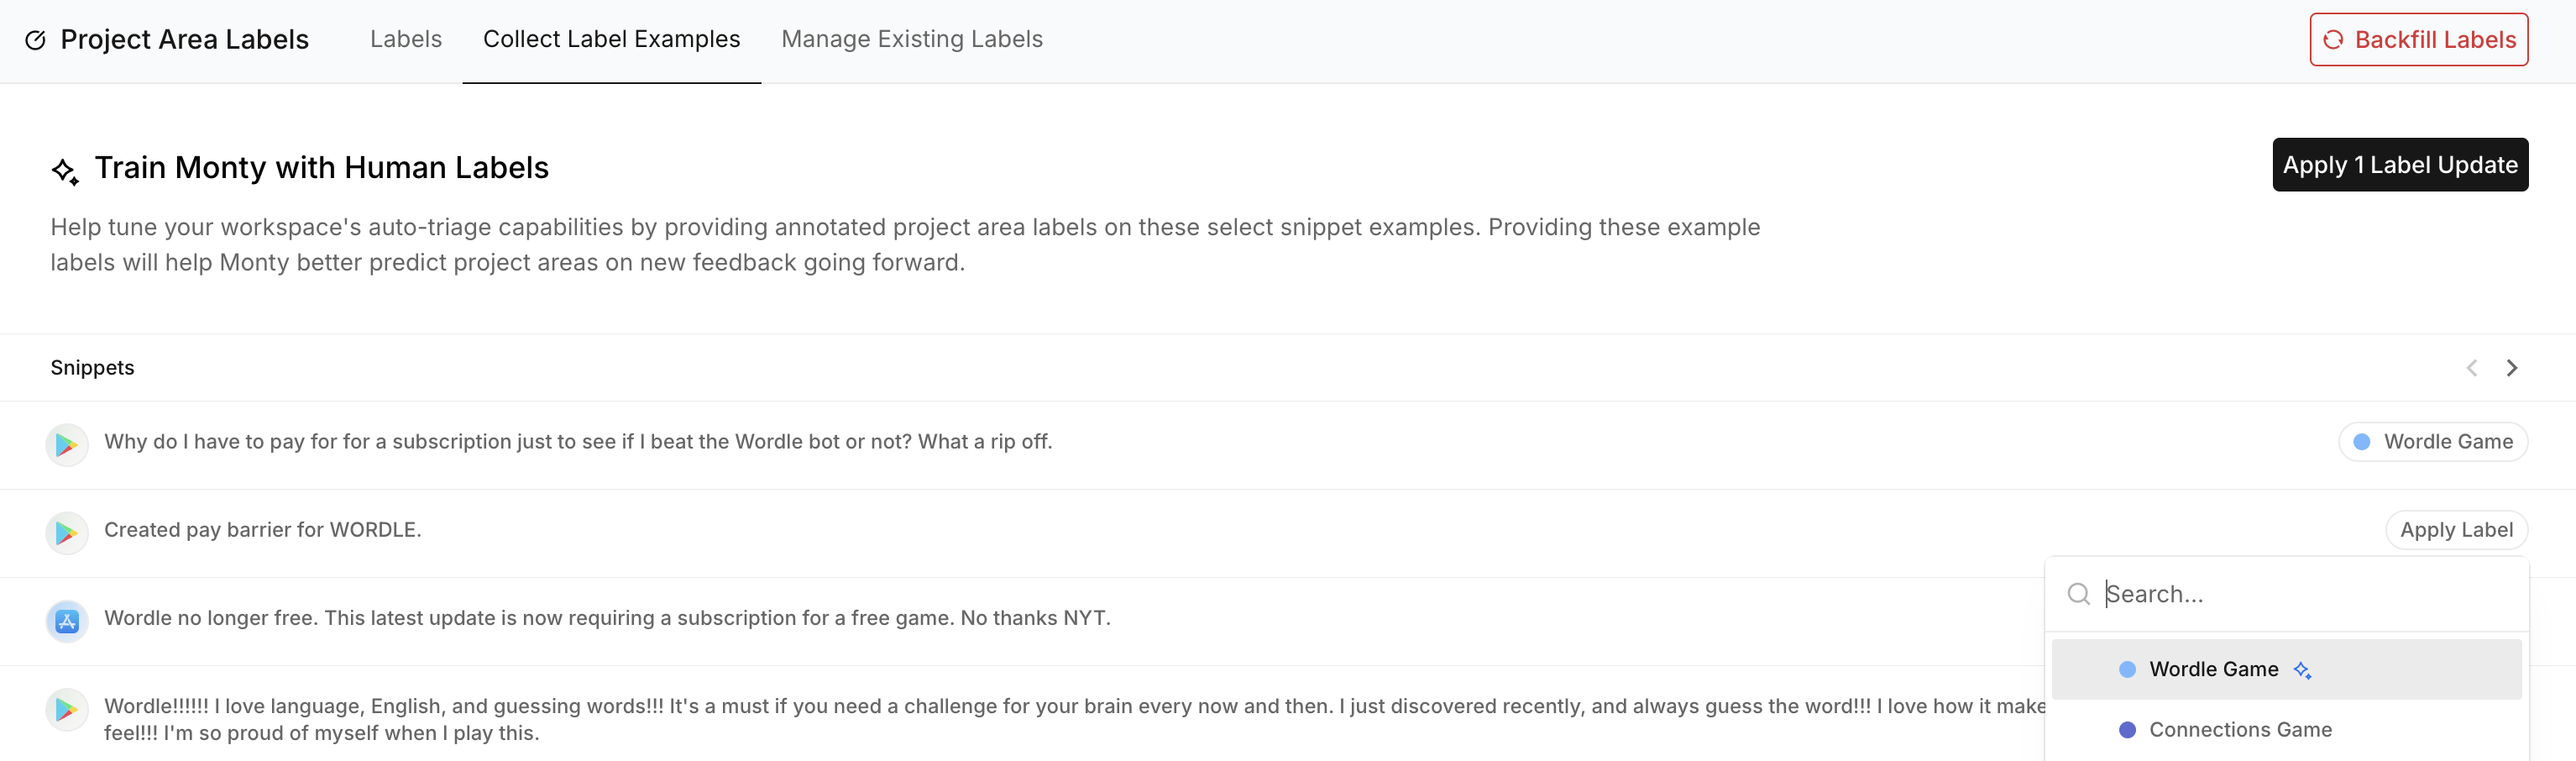 Project Area Labels
Labels
Collect Label Examples
Manage Existing Labels
Backfill Labels
Train Monty with Human Labels
Apply 1 Label Update
Help tune your workspace's auto-triage capabilities by providing annotated project area labels on these select snippet examples. Providing these example
labels will help Monty better predict project areas on new feedback going forward.
Snippets
Why do I have to pay for for a subscription just to see if I beat the Wordle bot or not? What a rip off.
Wordle Game
Created pay barrier for WORDLE.
Apply Label
Search...
Wordle no longer free. This latest update is now requiring a subscription for a free game. No thanks NYT.
Wordle Game
Wordle!!!!!! I love language, English, and guessing words!!! It's a must if you need a challenge for your brain every now and then. I just discovered recently, and always guess the word!!! I love how it make
feel!!! I'm so proud of myself when I play this.
Connections Game